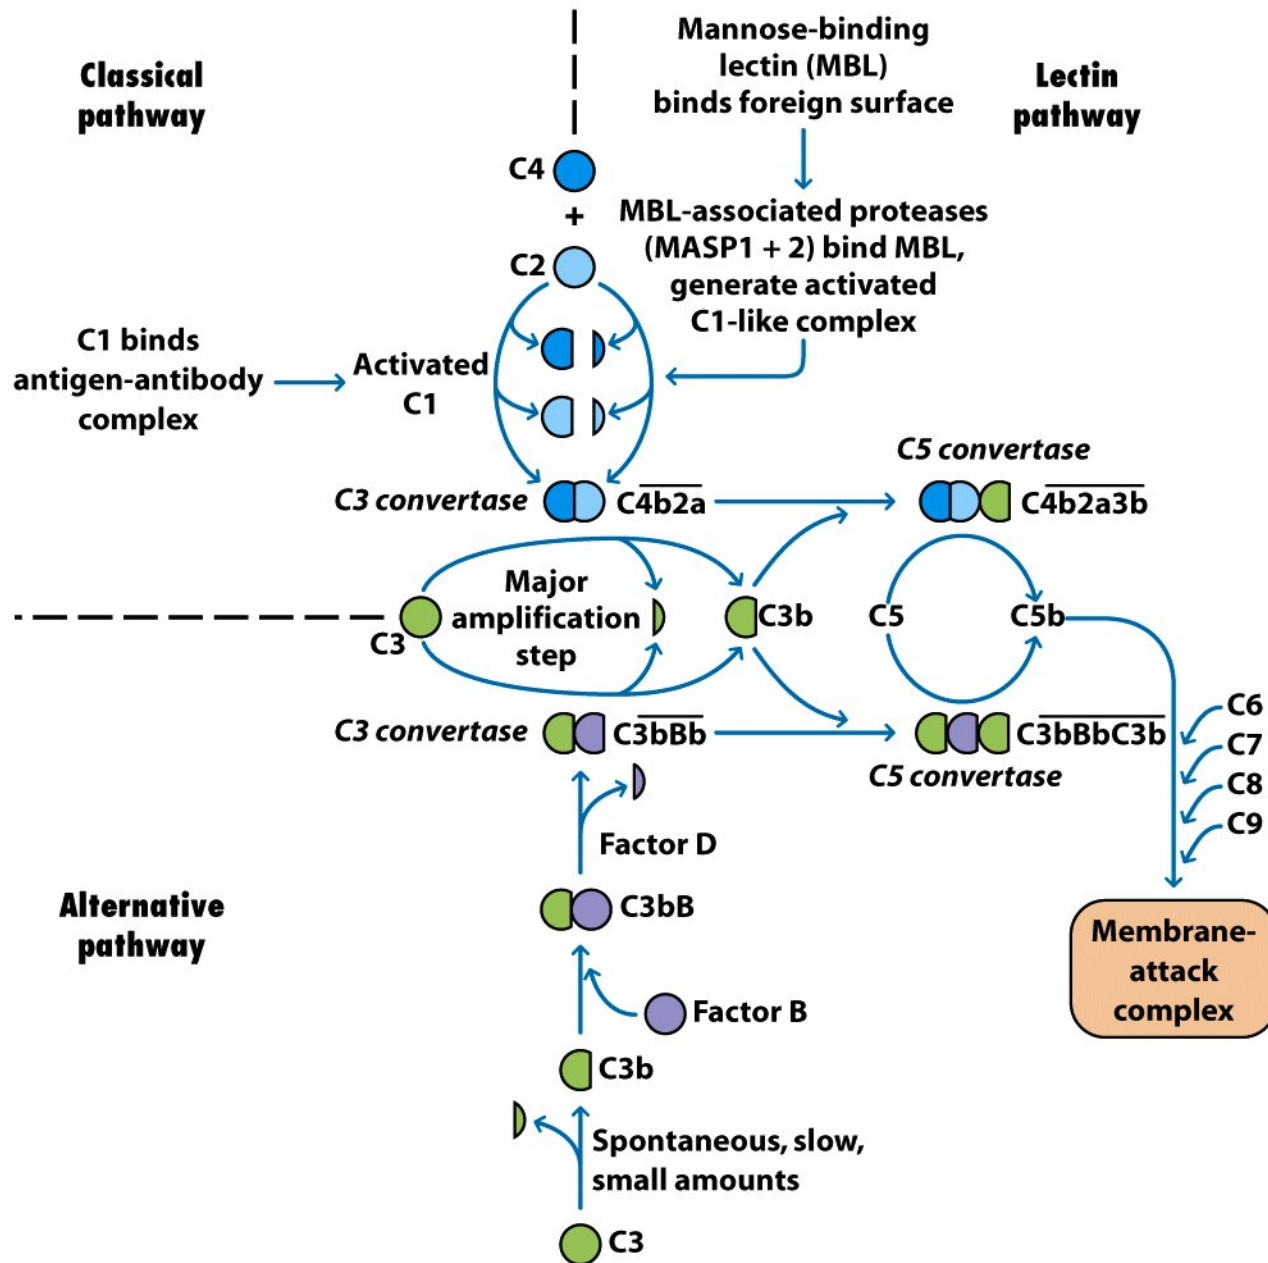 Classical
pathway
Mannose-binding
lectin (MBL)
binds foreign surface
Lectin
pathway
C4
+
C2
MBL-associated proteases
(MASP1 + 2) bind MBL,
generate activated
C1-like complex
C1 binds
antigen-antibody
complex
Activated
C1
C3 convertase
C4b2a
C5 convertase
C4b2a3b
C3
Major
amplification
step
C3b
C5
C5b
C3 convertase
C3bBb
C3bBbC3b
C5 convertase
C6
C7
C8
C9
Factor D
Alternative
pathway
C3bB
Membrane-
attack
complex
Factor B
C3b
Spontaneous, slow,
small amounts
C3